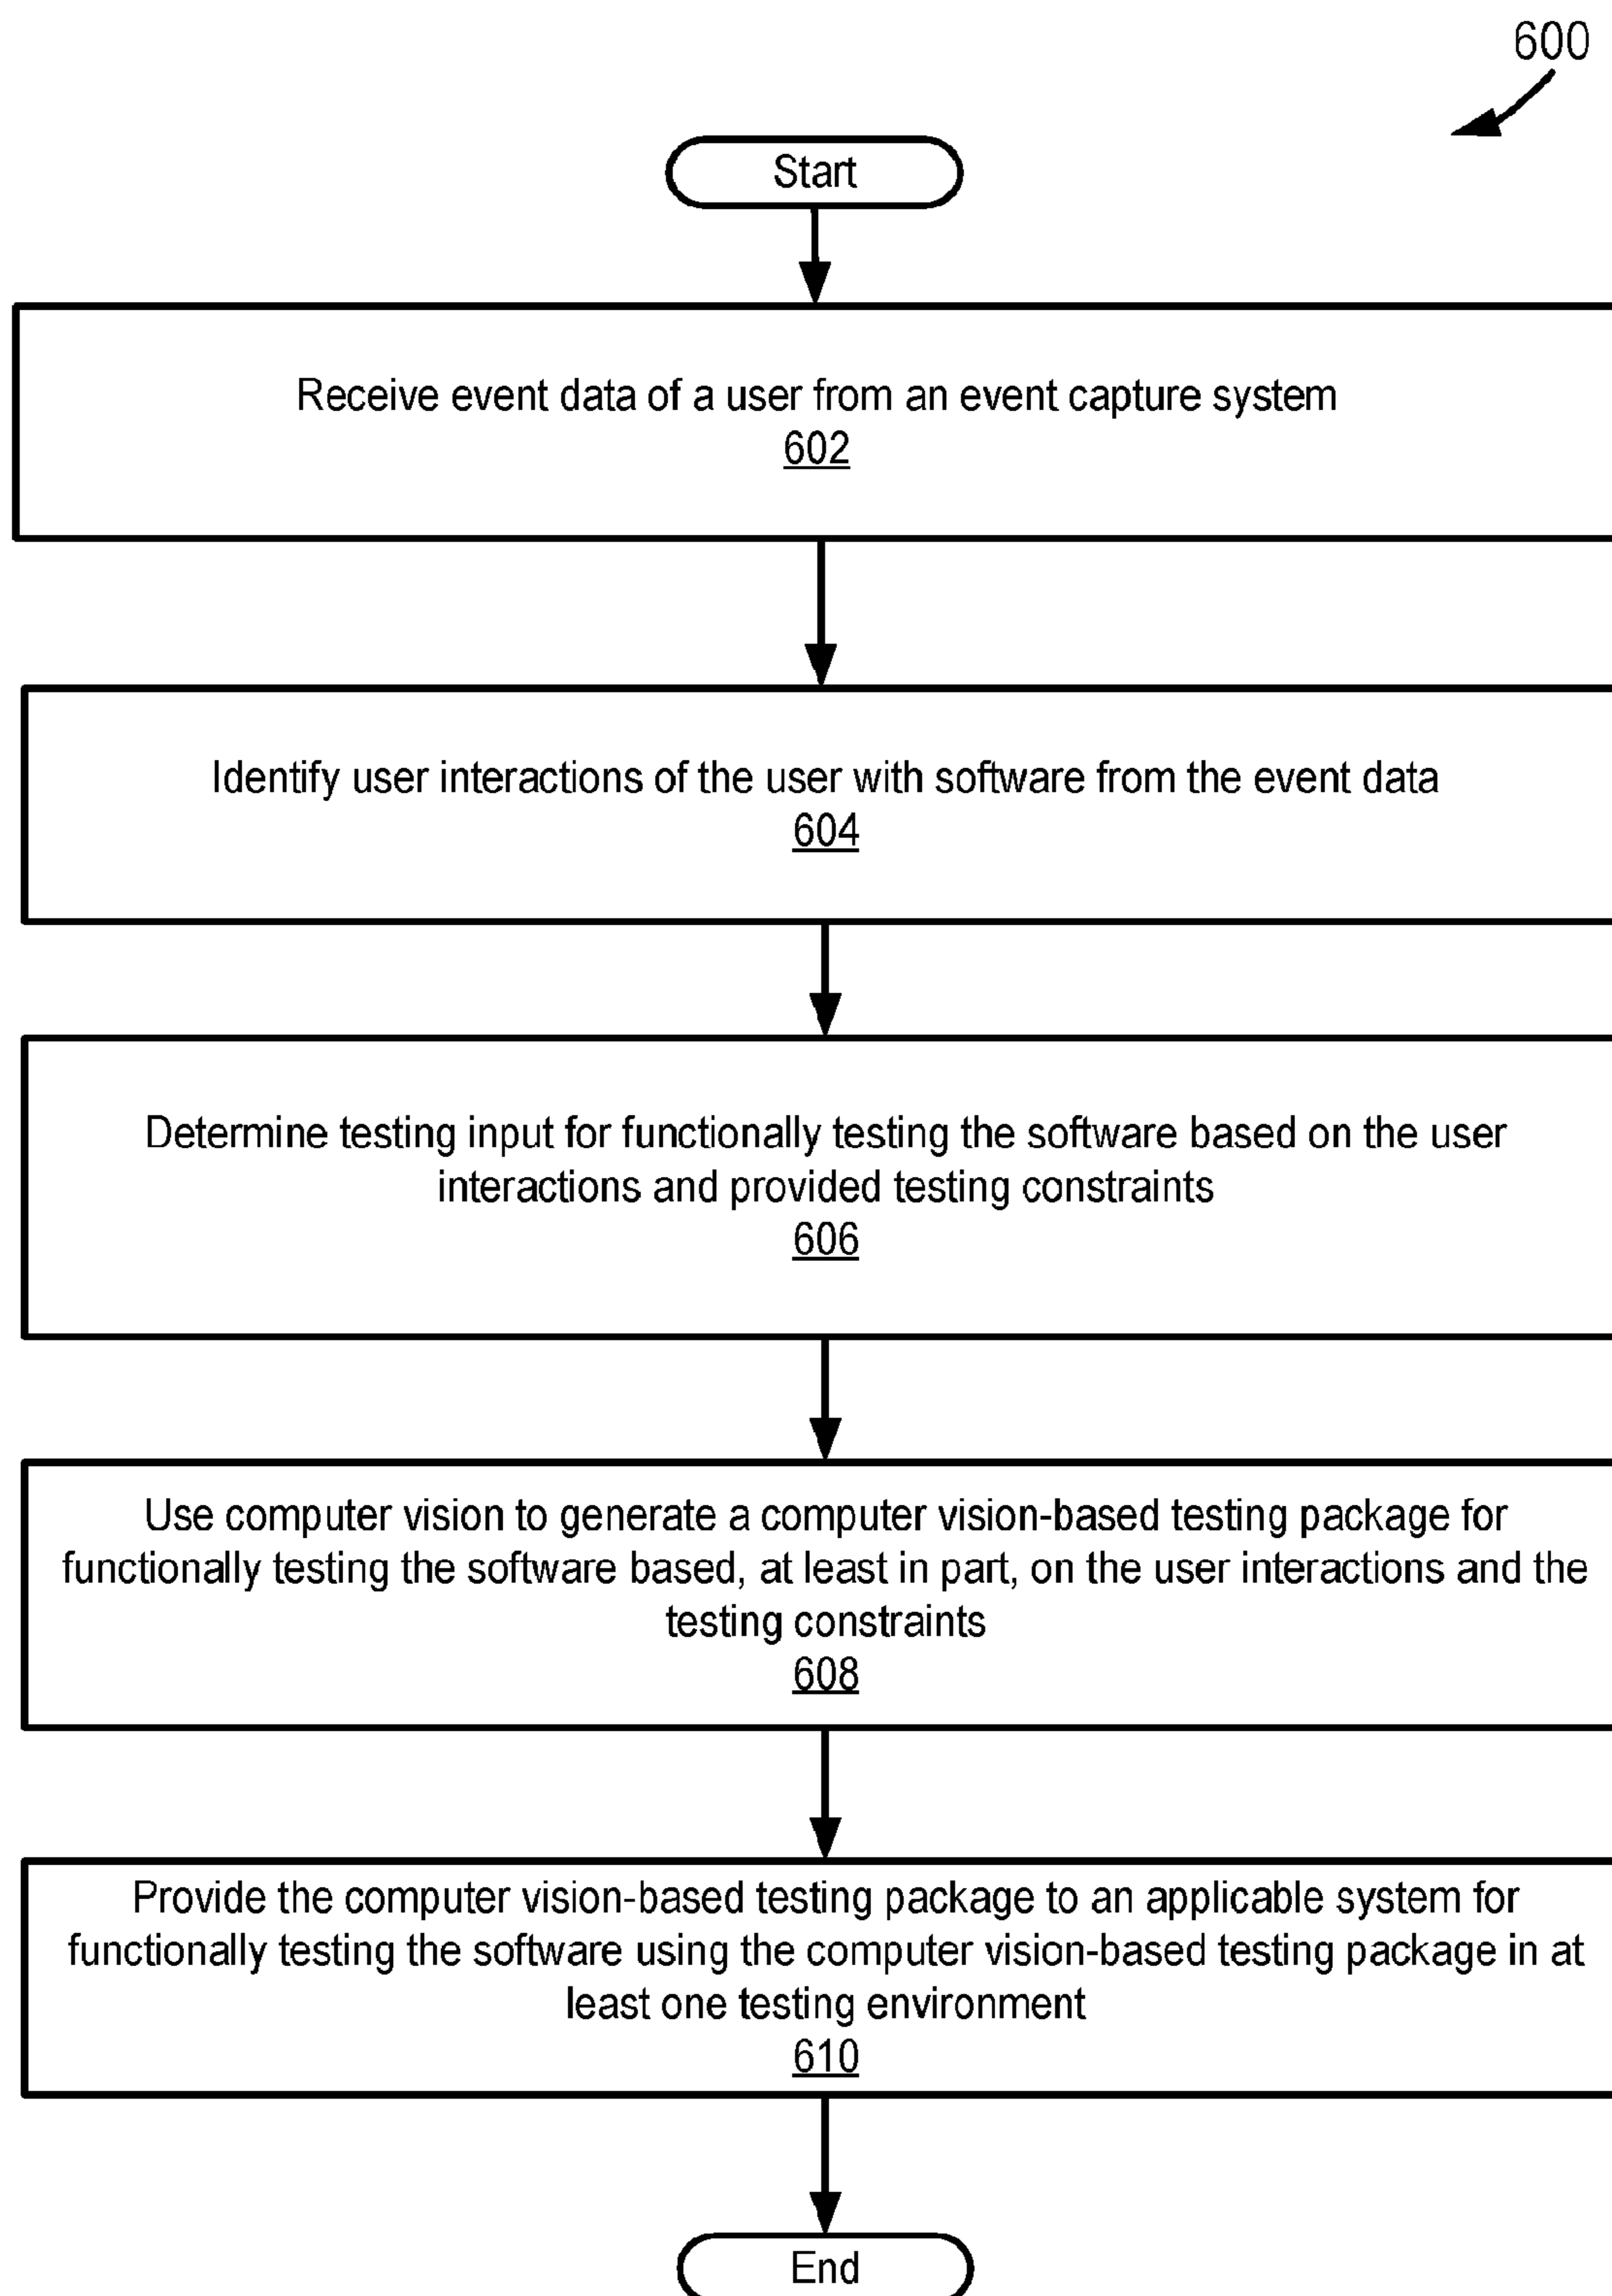 600
Start
Receive event data of a user from an event capture system
602
Identify user interactions of the user with software from the event data
604
Determine testing input for functionally testing the software based on the user
interactions and provided testing constraints
606
Use computer vision to generate a computer vision-based testing package for
functionally testing the software based, at least in part, on the user interactions and the
testing constraints
608
Provide the computer vision-based testing package to an applicable system for
functionally testing the software using the computer vision-based testing package in at
least one testing environment
610
End